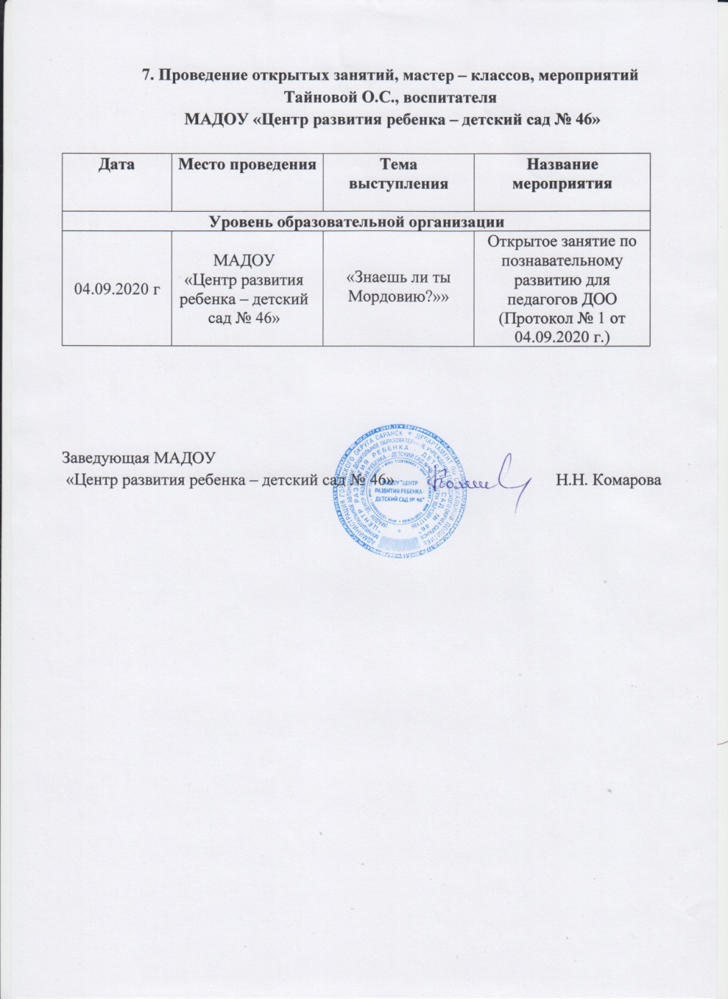 7. Проведение открытых занятий, мастер – классов, мероприятий
Тайновой О.С., воспитателя
МАДОУ «Центр развития ребенка – детский сад № 46»
Дата
Место проведения
Тема
выступления
Название
мероприятия
Уровень образовательной организации
04.09.2020 г
МАДОУ
«Центр развития
ребенка – детский
сад № 46»
«Знаешь ли ты
Мордовию?»»
Открытое занятие по
познавательному
развитию для
педагогов ДОО
(Протокол № 1 от
04.09.2020 г.)
Заведующая МАДОУ
«Центр развития ребенка – детский сад № 46»
Н.Н. Комарова
МАДОУ "ЦЕНТР
РАЗВИТИЯ РЕБЕНКА-
ДЕТСКИЙ САД № 46"